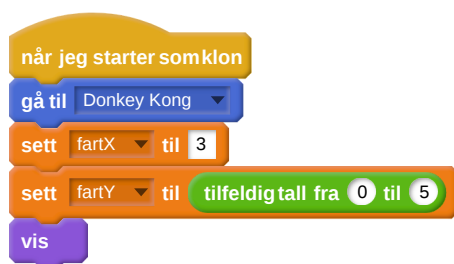 når jeg starter som klon
gå til Donkey Kong
sett fartX til 3
sett fartY til tilfeldig tall fra 0 til 5
vis